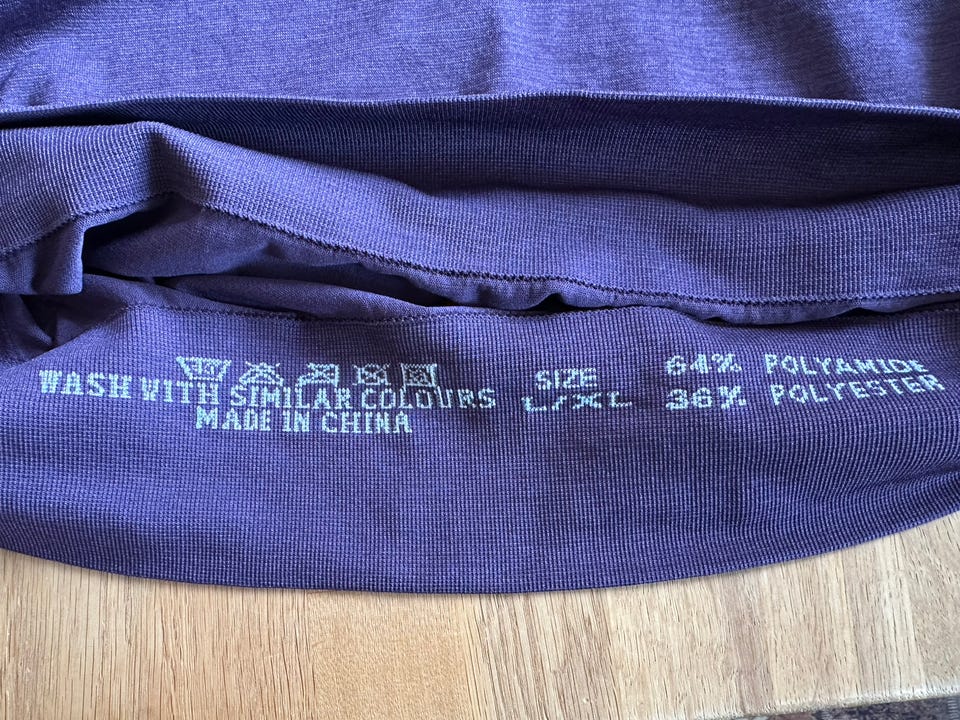 WASH WITH SIMILAR COLOURS
MADE IN CHINA
SIZE
L/XL
64% POLYAMIDE
36% POLYESTER